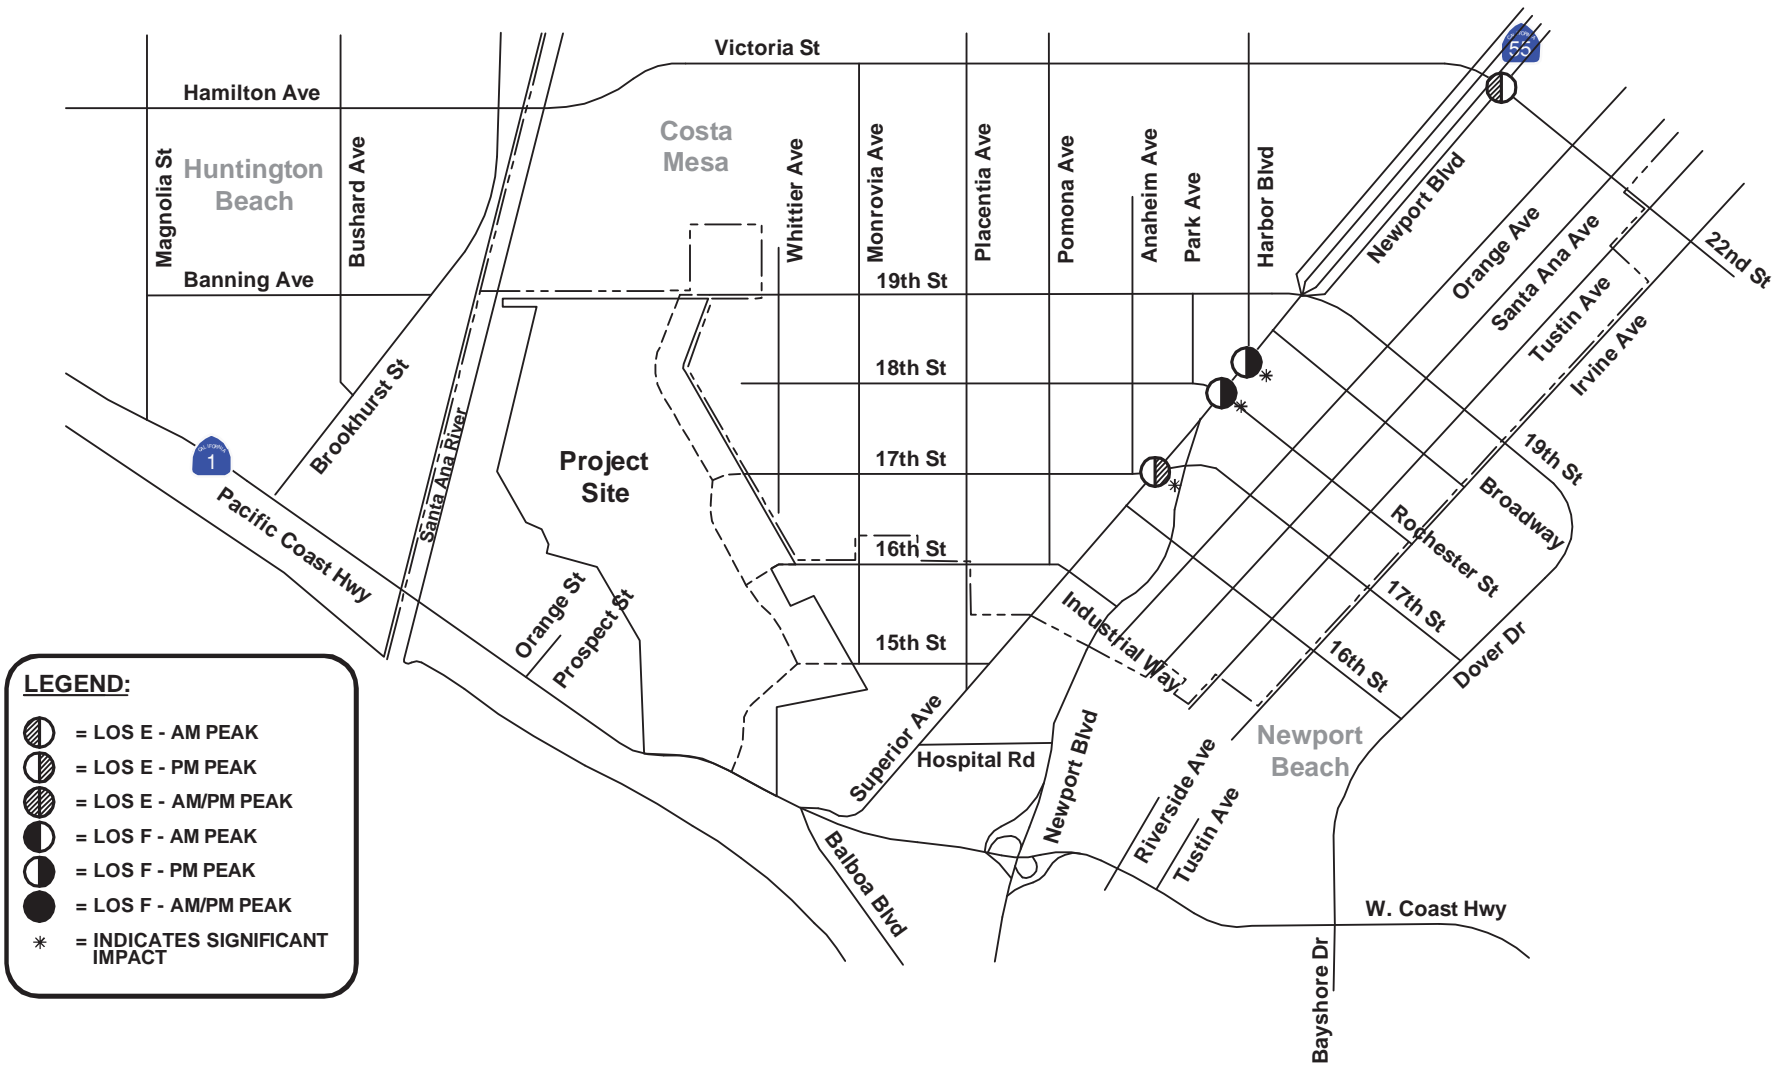 Victoria St
CALIFORNIA
55
Hamilton Ave
Costa
Mesa
Huntington
Beach
Magnolia St
Bushard Ave
Whittier Ave
Monrovia Ave
Placentia Ave
Pomona Ave
Anaheim Ave
Park Ave
Harbor Blvd
Newport Blvd
Orange Ave
Santa Ana Ave
Tustin Ave
Irvine Ave
22nd St
Banning Ave
19th St
18th St
17th St
16th St
15th St
Brookhurst St
Santa Ana River
CALIFORNIA
1
Pacific Coast Hwy
Project
Site
Orange St
Prospect St
19th St
Broadway
Rochester St
17th St
16th St
Dover Dr
Industrial Way
Superior Ave
Hospital Rd
Newport Blvd
Riverside Ave
Tustin Ave
Newport
Beach
Balboa Blvd
W. Coast Hwy
Bayshore Dr
LEGEND:
= LOS E - AM PEAK
= LOS E - PM PEAK
= LOS E - AM/PM PEAK
= LOS F - AM PEAK
= LOS F - PM PEAK
= LOS F - AM/PM PEAK
* = INDICATES SIGNIFICANT
IMPACT